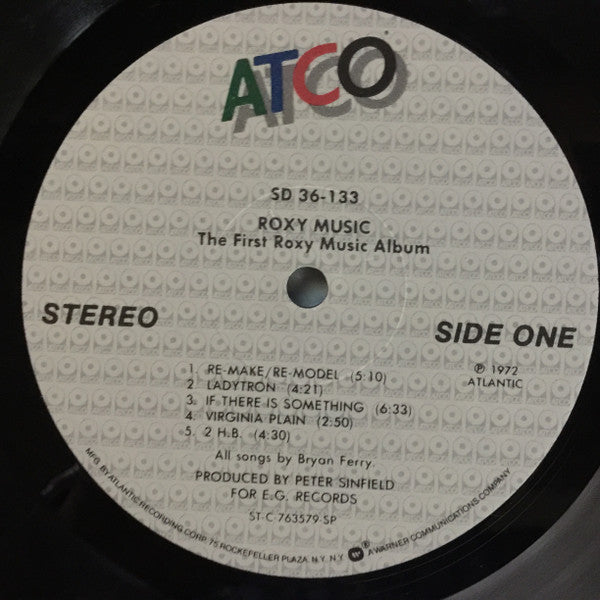 ATCO
SD 36-133
ROXY MUSIC
The First Roxy Music Album
STEREO
SIDE ONE
1. RE-MAKE/RE-MODEL (5:10)
2. LADYTRON (4:21)
3. IF THERE IS SOMETHING (6:33)
4. VIRGINIA PLAIN (2:50)
5. 2 H.B. (4:30)
℗ 1972
ATLANTIC
All songs by Bryan Ferry.
PRODUCED BY PETER SINFIELD
FOR E.G. RECORDS
ST-C 763579-SP
MFG. BY ATLANTIC RECORDING CORP. 75 ROCKEFELLER PLAZA, N.Y. N.Y. ® A WARNER COMMUNICATIONS COMPANY